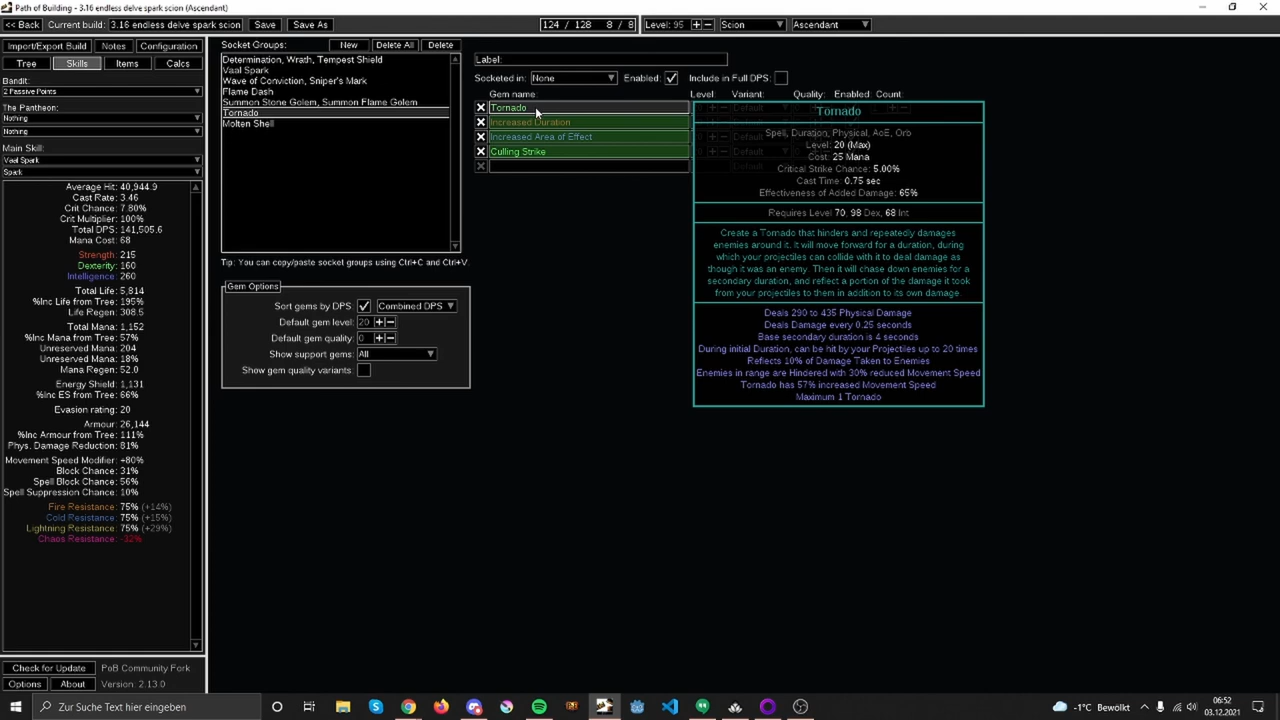 Path of Building - 3.16 endless delve spark scion (Ascendant)
<< Back Current build: 3.16 endless delve spark scion Save Save As 124 / 128 8 / 8 Level: 95 + − Scion Ascendant
Import/Export Build Notes Configuration
Tree Skills Items Calcs
Bandit:
2 Passive Points
The Pantheon:
Nothing
Nothing
Main Skill:
Vaal Spark
Spark
Average Hit: 40,944.9
Cast Rate: 3.46
Crit Chance: 7.80%
Crit Multiplier: 100%
Total DPS: 141,505.6
Mana Cost: 68
Strength: 215
Dexterity: 160
Intelligence: 260
Total Life: 5,814
%Inc Life from Tree: 195%
Life Regen: 308.5
Total Mana: 1,152
%Inc Mana from Tree: 57%
Unreserved Mana: 204
Unreserved Mana: 18%
Mana Regen: 52.0
Energy Shield: 1,131
%Inc ES from Tree: 66%
Evasion rating: 20
Armour: 26,144
%Inc Armour from Tree: 111%
Phys. Damage Reduction: 81%
Movement Speed Modifier: +80%
Block Chance: 31%
Spell Block Chance: 56%
Spell Suppression Chance: 10%
Fire Resistance: 75% (+14%)
Cold Resistance: 75% (+15%)
Lightning Resistance: 75% (+29%)
Chaos Resistance: -32%
Check for Update PoB Community Fork
Options About Version: 2.13.0
Socket Groups: New Delete All Delete
Determination, Wrath, Tempest Shield
Vaal Spark
Wave of Conviction, Sniper's Mark
Flame Dash
Summon Stone Golem, Summon Flame Golem
Tornado
Molten Shell
Tip: You can copy/paste socket groups using Ctrl+C and Ctrl+V.
Gem Options
Sort gems by DPS: Combined DPS
Default gem level: 20 + −
Default gem quality: 0 + −
Show support gems: All
Show gem quality variants:
Label:
Socketed in: None Enabled: Include in Full DPS:
Gem name: Level: Variant: Quality: Enabled: Count:
Tornado
Increased Duration
Increased Area of Effect
Culling Strike
Tornado
Spell, Duration, Physical, AoE, Orb
Level: 20 (Max)
Cost: 25 Mana
Critical Strike Chance: 5.00%
Cast Time: 0.75 sec
Effectiveness of Added Damage: 65%
Requires Level 70, 98 Dex, 68 Int
Create a Tornado that hinders and repeatedly damages
enemies around it. It will move forward for a duration, during
which your projectiles can collide with it to deal damage as
though it was an enemy. Then it will chase down enemies for a
secondary duration, and reflect a portion of the damage it took
from your projectiles to them in addition to its own damage.
Deals 290 to 435 Physical Damage
Deals Damage every 0.25 seconds
Base secondary duration is 4 seconds
During initial Duration, can be hit by your Projectiles up to 20 times
Reflects 10% of Damage Taken to Enemies
Enemies in range are Hindered with 30% reduced Movement Speed
Tornado has 57% increased Movement Speed
Maximum 1 Tornado
Zur Suche Text hier eingeben
-1°C Bewölkt
06:52
03.12.2021